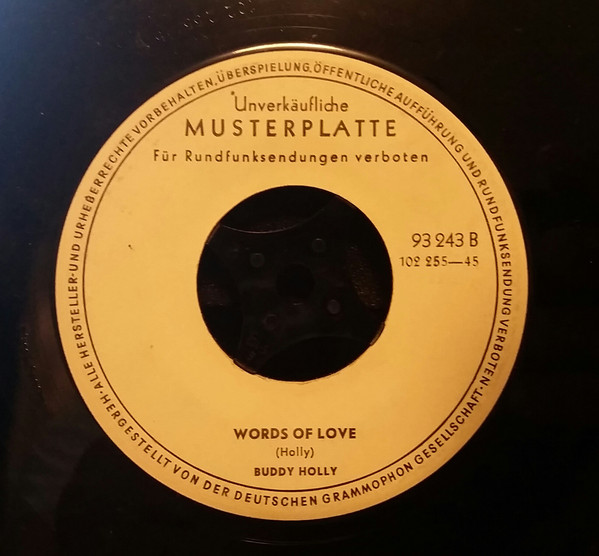 ·ALLE HERSTELLER-UND URHEBERRECHTE VORBEHALTEN,ÜBERSPIELUNG,ÖFFENTLICHE AUFFÜHRUNG UND RUNDFUNKSENDUNG VERBOTEN·
Unverkäufliche
MUSTERPLATTE
Für Rundfunksendungen verboten
93 243 B
102 255—45
WORDS OF LOVE
(Holly)
BUDDY HOLLY
HERGESTELLT VON DER DEUTSCHEN GRAMMOPHON GESELLSCHAFT·